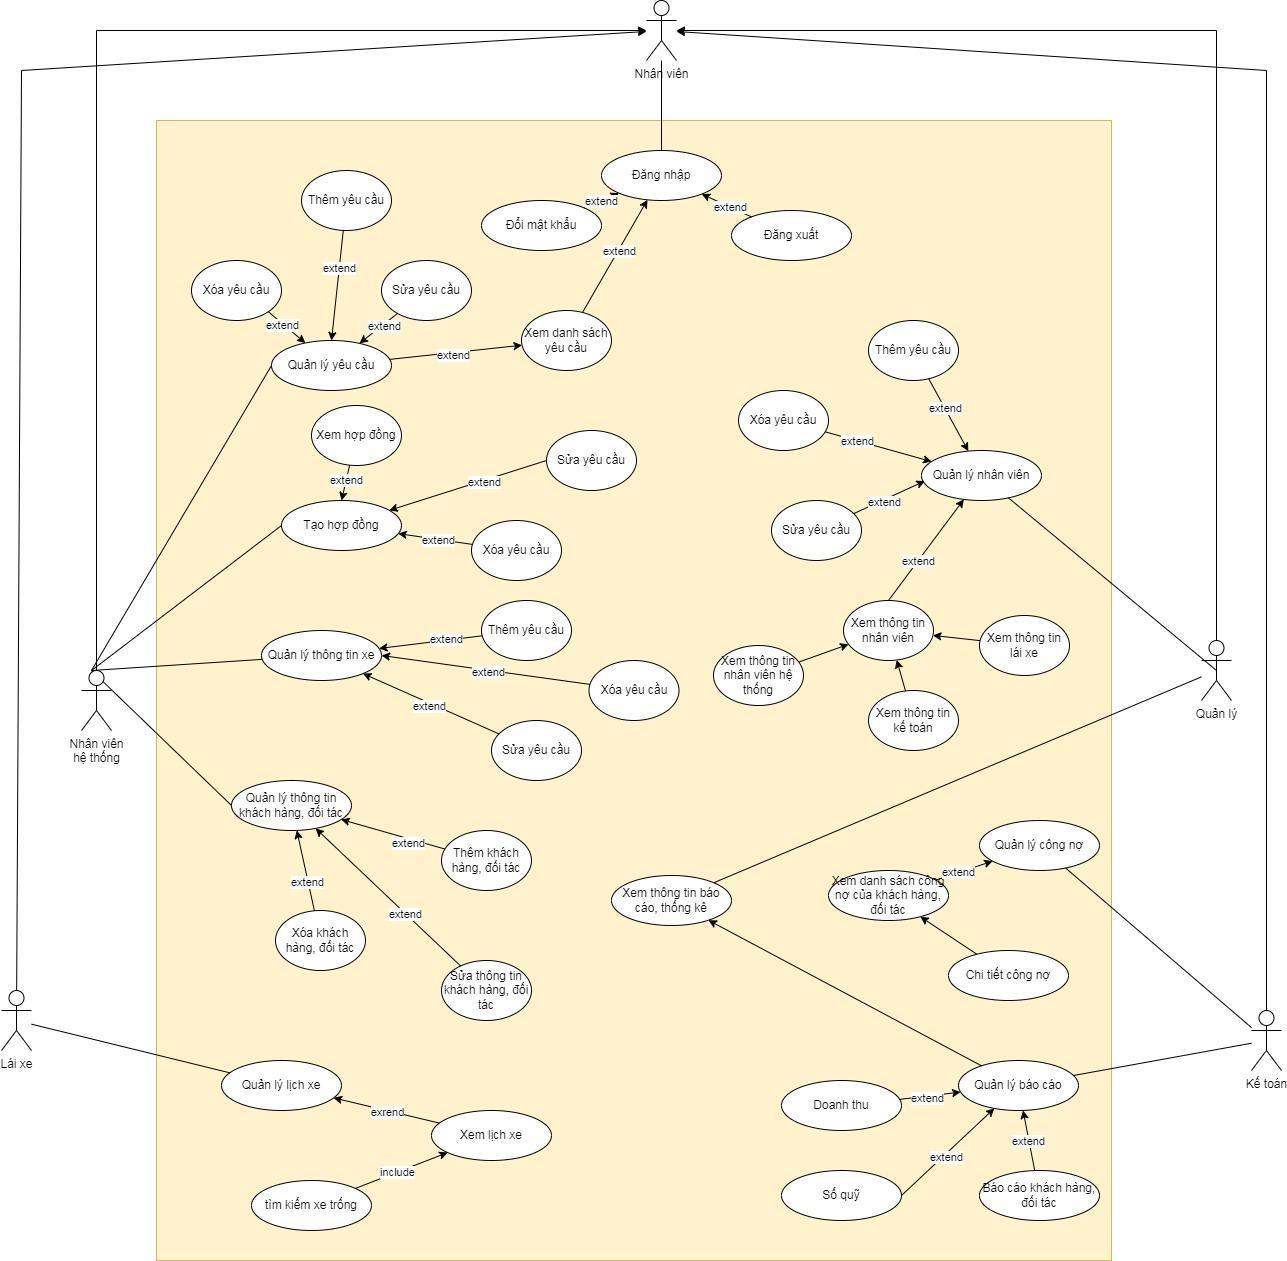 Nhân viên
Đăng nhập
extend
Đổi mật khẩu
extend
Đăng xuất
extend
Thêm yêu cầu
extend
Xóa yêu cầu
extend
Sửa yêu cầu
extend
Quản lý yêu cầu
extend
Xem danh sách
yêu cầu
Thêm yêu cầu
extend
Xóa yêu cầu
extend
Quản lý nhân viên
Sửa yêu cầu
extend
extend
Xem thông tin
nhân viên
Xem thông tin
nhân viên hệ
thống
Xem thông tin
lái xe
Xem thông tin
kế toán
Quản lý
Xem hợp đồng
extend
Sửa yêu cầu
extend
Tạo hợp đồng
extend
Xóa yêu cầu
Thêm yêu cầu
extend
Quản lý thông tin xe
extend
Xóa yêu cầu
extend
Sửa yêu cầu
Nhân viên
hệ thống
Quản lý thông tin
khách hàng, đối tác
extend
Thêm khách
hàng, đối tác
extend
Xóa khách
hàng, đối tác
extend
Sửa thông tin
khách hàng, đối
tác
Xem thông tin báo
cáo, thống kê
Quản lý công nợ
extend
Xem danh sách công
nợ của khách hàng,
đối tác
Chi tiết công nợ
Lái xe
Quản lý lịch xe
exrend
Xem lịch xe
include
tìm kiếm xe trống
Kế toán
Quản lý báo cáo
Doanh thu
extend
extend
Số quỹ
extend
Báo cáo khách hàng,
đối tác